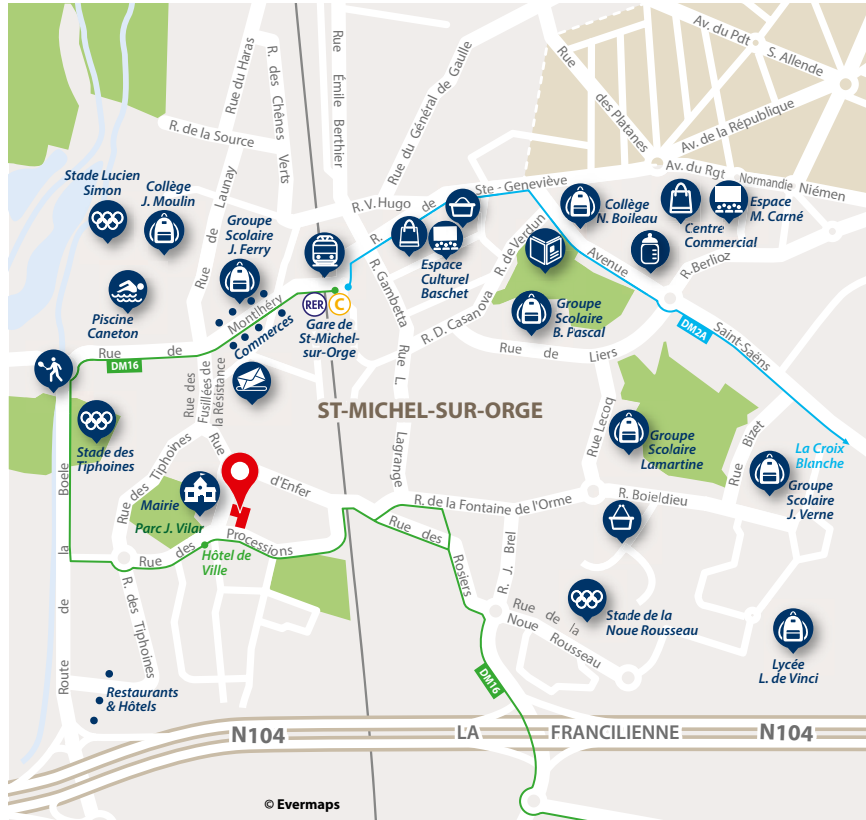 Av. du Pdt
S. Allende
Rue
des Platanes
Av. de la République
Av. du Rgt
Normandie
Niémen
Rue du Haras
R. des Chênes
Verts
Rue
Émile Berthier
Rue du Général de Gaulle
R. de la Source
Stade Lucien
Simon
Collège
J. Moulin
Rue de Launay
Groupe
Scolaire
J. Ferry
R. V. Hugo
R. de
Ste - Geneviève
Collège
N. Boileau
Centre
Commercial
Espace
M. Carné
Espace
Culturel
Baschet
R. de Verdun
Avenue
R. Berlioz
Piscine
Caneton
RER
C
Gare de
St-Michel-
sur-Orge
R. Gambetta
R. D. Casanova
Groupe
Scolaire
B. Pascal
DM2A
Saint-Saëns
Rue de
Montlhéry
Commerces
DM16
Rue de Liers
Rue des
Fusillées de
la Résistance
Rue L.
Lagrange
ST-MICHEL-SUR-ORGE
Rue Lecoq
Groupe
Scolaire
Lamartine
Rue Bizet
La Croix
Blanche
Stade des
Tiphoines
Rue des Tiphoines
Rue
d'Enfer
Groupe
Scolaire
J. Verne
Mairie
Parc J. Vilar
R. de la Fontaine de l'Orme
R. Boieldieu
Rue des
Processions
Hôtel de
Ville
Rue des
Rosiers
R. J. Brel
Route de la Boele
R. des Tiphoines
Rue de la
Noue Rousseau
Stade de la
Noue Rousseau
Lycée
L. de Vinci
DM16
Restaurants
& Hôtels
N104
LA
FRANCILIENNE
N104
© Evermaps